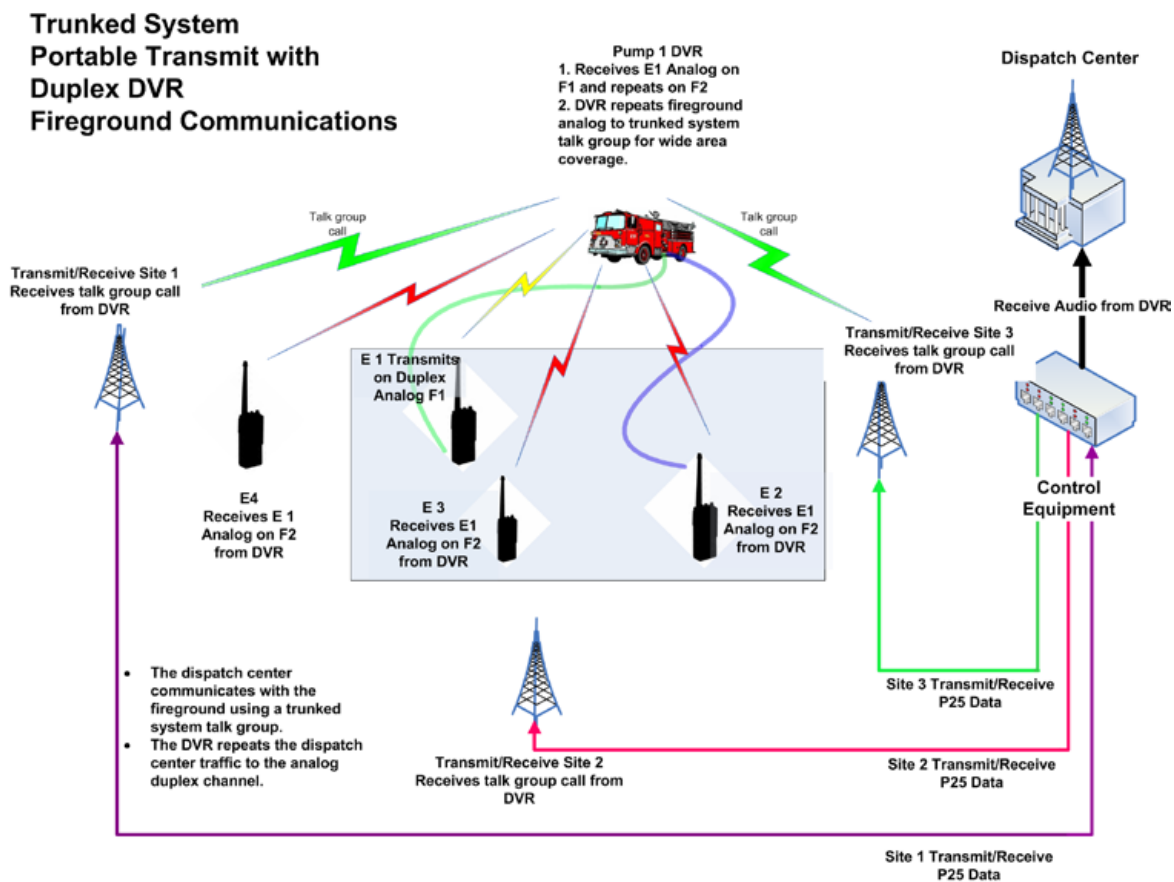 Trunked System
Portable Transmit with
Duplex DVR
Fireground Communications
Pump 1 DVR
1. Receives E1 Analog on
F1 and repeats on F2
2. DVR repeats fireground
analog to trunked system
talk group for wide area
coverage.
Dispatch Center
Talk group
call
Talk group
call
Transmit/Receive Site 1
Receives talk group call
from DVR
Receive Audio from DVR
Transmit/Receive Site 3
Receives talk group call
from DVR
E 1 Transmits
on Duplex
Analog F1
E4
Receives E 1
Analog on F2
from DVR
E 3
Receives E1
Analog on F2
from DVR
E 2
Receives E1
Analog on F2
from DVR
Control
Equipment
• The dispatch center
communicates with the
fireground using a trunked
system talk group.
• The DVR repeats the dispatch
center traffic to the analog
duplex channel.
Site 3 Transmit/Receive
P25 Data
Transmit/Receive Site 2
Receives talk group call from
DVR
Site 2 Transmit/Receive
P25 Data
Site 1 Transmit/Receive
P25 Data